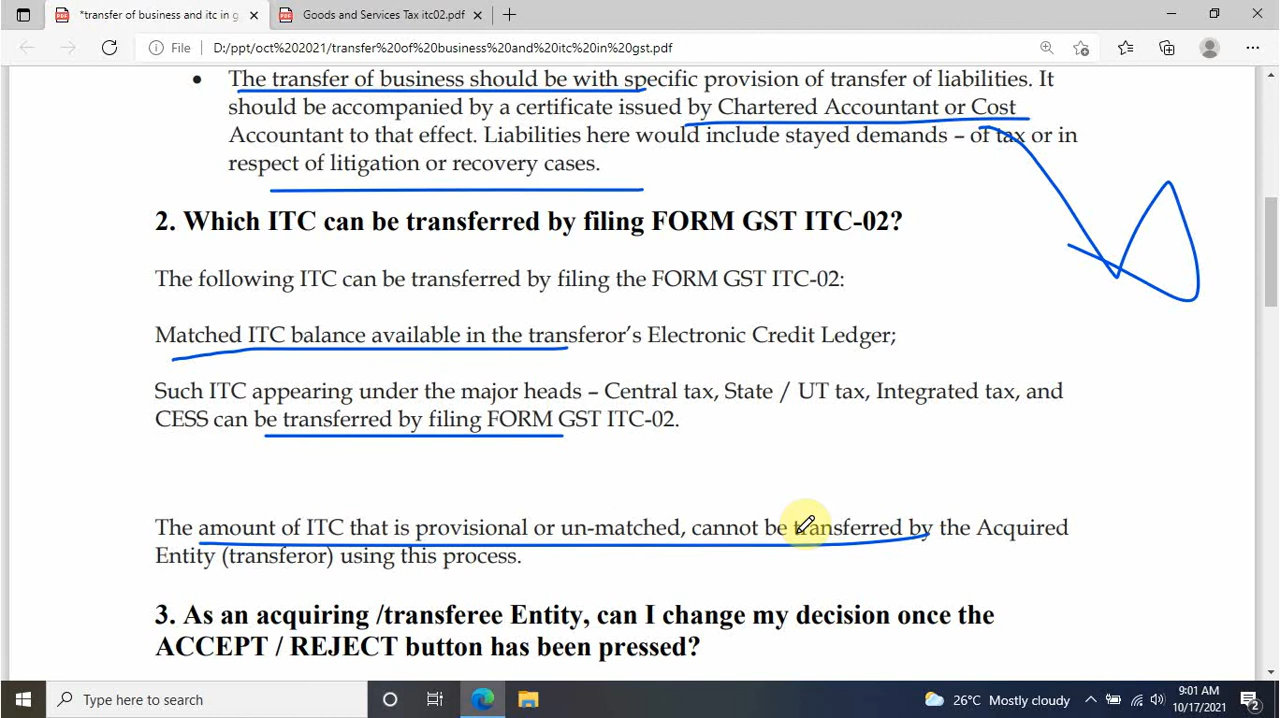 *transfer of business and itc in g
Goods and Services Tax itc02.pdf
File
D:/ppt/oct%202021/transfer%20of%20business%20and%20itc%20in%20gst.pdf
• The transfer of business should be with specific provision of transfer of liabilities. It
should be accompanied by a certificate issued by Chartered Accountant or Cost
Accountant to that effect. Liabilities here would include stayed demands – of tax or in
respect of litigation or recovery cases.
2. Which ITC can be transferred by filing FORM GST ITC-02?
The following ITC can be transferred by filing the FORM GST ITC-02:
Matched ITC balance available in the transferor's Electronic Credit Ledger;
Such ITC appearing under the major heads – Central tax, State / UT tax, Integrated tax, and
CESS can be transferred by filing FORM GST ITC-02.
The amount of ITC that is provisional or un-matched, cannot be transferred by the Acquired
Entity (transferor) using this process.
3. As an acquiring /transferee Entity, can I change my decision once the
ACCEPT / REJECT button has been pressed?
Type here to search
26°C Mostly cloudy
9:01 AM
10/17/2021
2